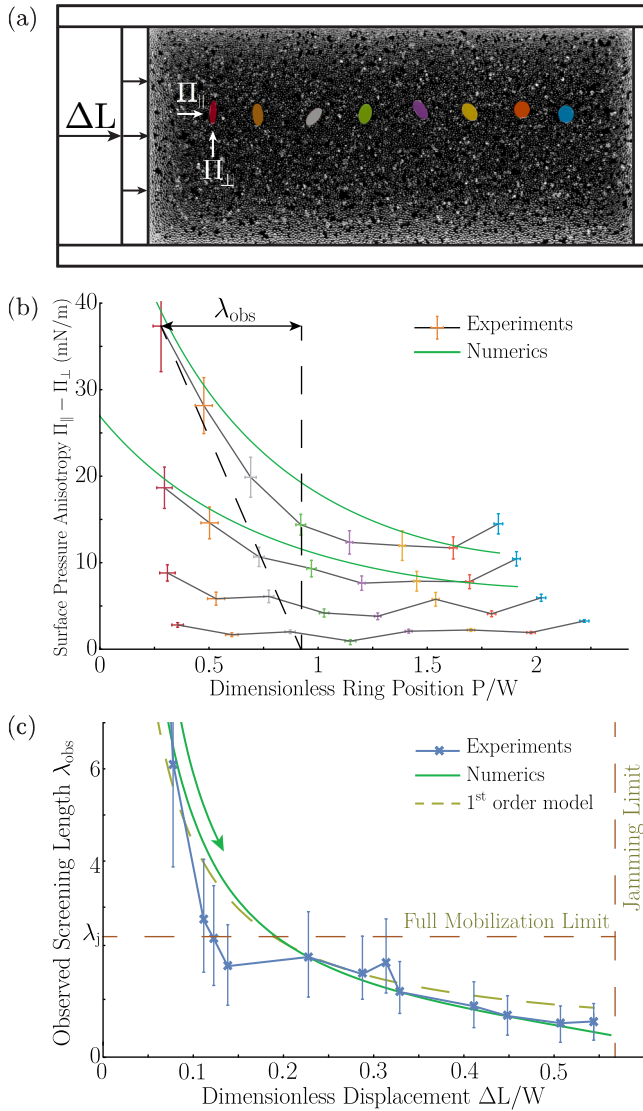 (a)
Π∥
ΔL
Π⊥
(b)
Surface Pressure Anisotropy Π∥ − Π⊥ (mN/m)
40
30
20
10
0
λobs
Experiments
Numerics
0
0.5
1
1.5
2
Dimensionless Ring Position P/W
(c)
Observed Screening Length λobs
6
4
λi
0
Experiments
Numerics
1st order model
Full Mobilization Limit
Jamming Limit
0
0.1
0.2
0.3
0.4
0.5
Dimensionless Displacement ΔL/W